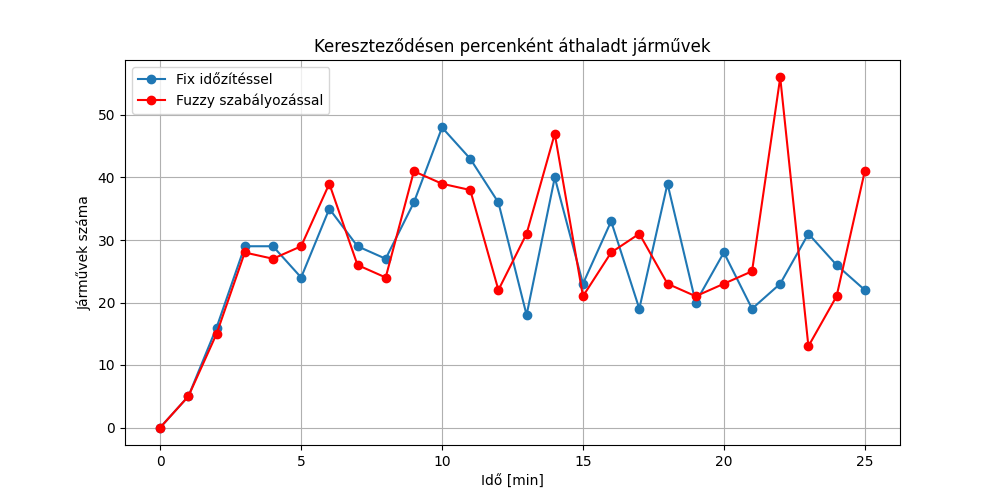 Kereszteződésen percenként áthaladt járművek
Fix időzítéssel
Fuzzy szabályozással
Járművek száma
50
40
30
20
10
0
0 5 10 15 20 25
Idő [min]